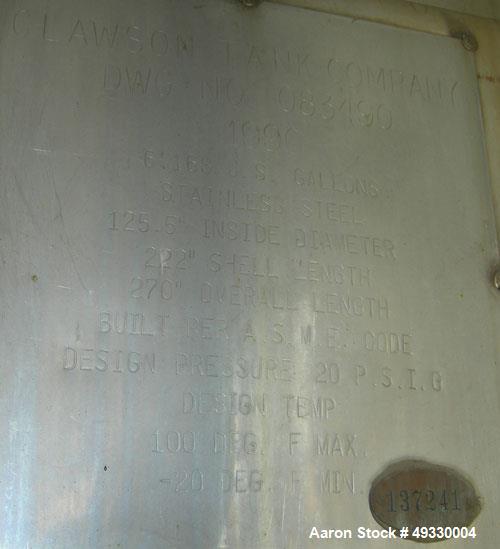 CLAWSON TANK COMPANY
DWG NO 083490
U.S. GALLONS
STAINLESS STEEL
125.5" INSIDE DIAMETER
222" SHELL LENGTH
270" OVERALL LENGTH
BUILT PER A.S.M.E. CODE
DESIGN PRESSURE 20 P.S.I.G
DESIGN TEMP
100 DEG. F MAX.
-20 DEG. F MIN.
137241
Aaron Stock # 49330004